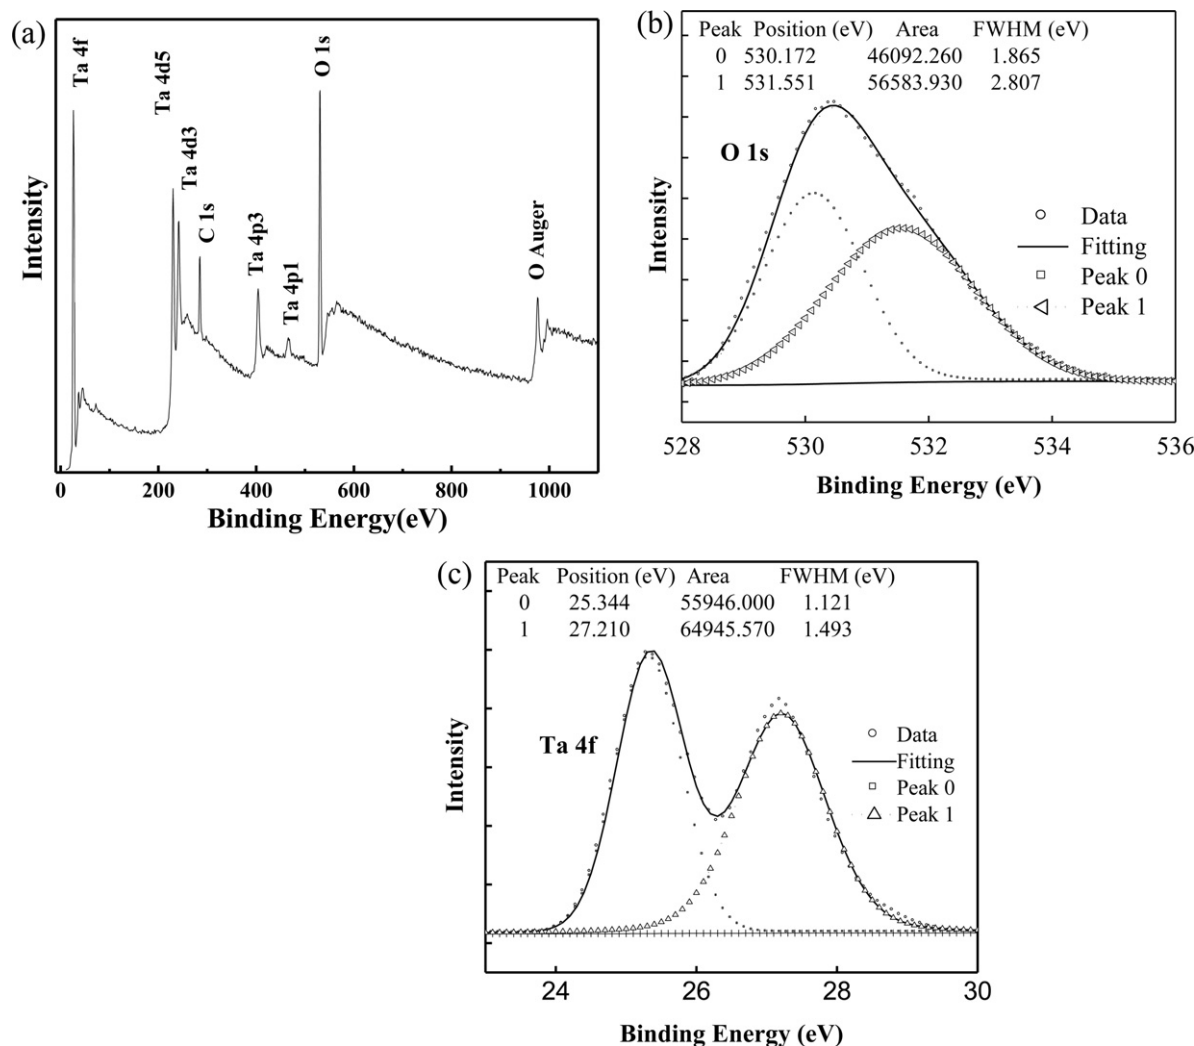 (a)
Ta 4f
Ta 4d5
Ta 4d3
C 1s
Ta 4p3
Ta 4p1
O 1s
O Auger
Intensity
0 200 400 600 800 1000
Binding Energy(eV)
(b)
Peak Position (eV) Area FWHM (eV)
0 530.172 46092.260 1.865
1 531.551 56583.930 2.807
O 1s
Data
Fitting
Peak 0
Peak 1
Intensity
528 530 532 534 536
Binding Energy (eV)
(c)
Peak Position (eV) Area FWHM (eV)
0 25.344 55946.000 1.121
1 27.210 64945.570 1.493
Ta 4f
Data
Fitting
Peak 0
Peak 1
Intensity
24 26 28 30
Binding Energy (eV)